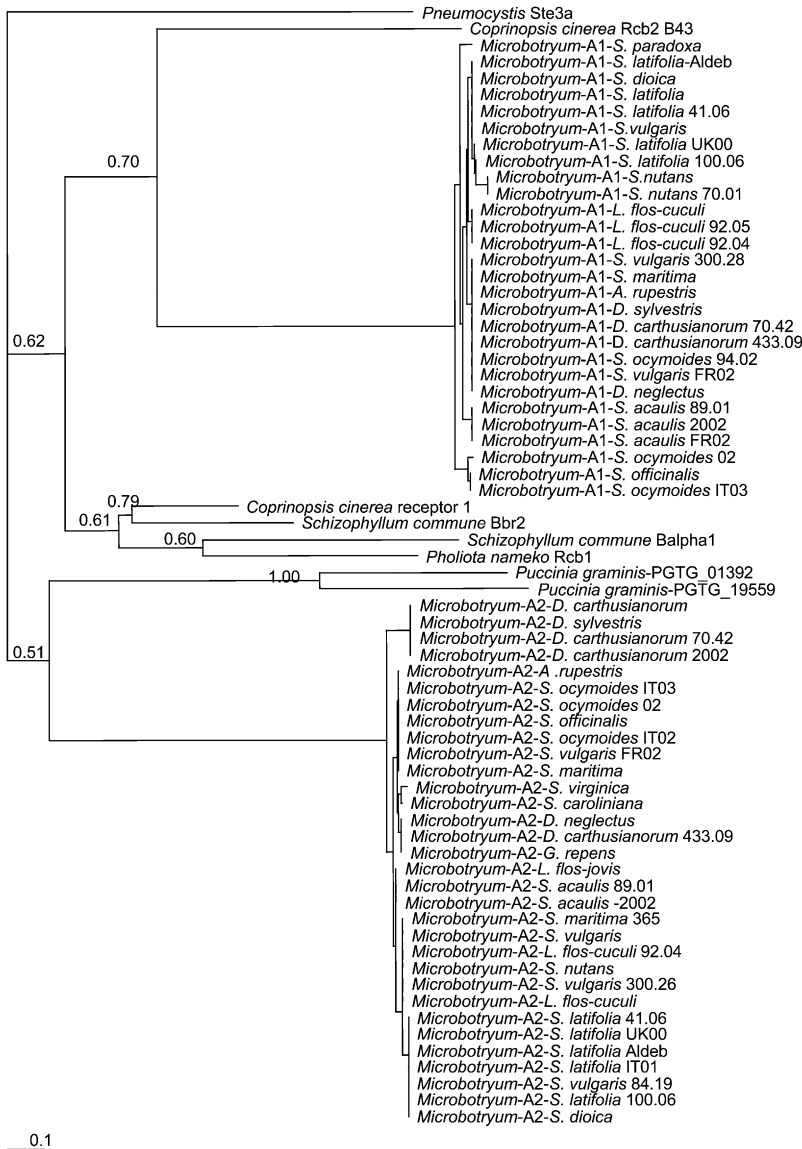 Pneumocystis Ste3a
Coprinopsis cinerea Rcb2 B43
Microbotryum-A1-S. paradoxa
Microbotryum-A1-S. latifolia-Aldeb
Microbotryum-A1-S. dioica
Microbotryum-A1-S. latifolia
Microbotryum-A1-S. latifolia 41.06
Microbotryum-A1-S.vulgaris
Microbotryum-A1-S. latifolia UK00
0.70
Microbotryum-A1-S. latifolia 100.06
Microbotryum-A1-S.nutans
Microbotryum-A1-S. nutans 70.01
Microbotryum-A1-L. flos-cuculi
Microbotryum-A1-L. flos-cuculi 92.05
Microbotryum-A1-L. flos-cuculi 92.04
Microbotryum-A1-S. vulgaris 300.28
Microbotryum-A1-S. maritima
Microbotryum-A1-A. rupestris
Microbotryum-A1-D. sylvestris
Microbotryum-A1-D. carthusianorum 70.42
0.62
Microbotryum-A1-D. carthusianorum 433.09
Microbotryum-A1-S. ocymoides 94.02
Microbotryum-A1-S. vulgaris FR02
Microbotryum-A1-D. neglectus
Microbotryum-A1-S. acaulis 89.01
Microbotryum-A1-S. acaulis 2002
Microbotryum-A1-S. acaulis FR02
Microbotryum-A1-S. ocymoides 02
Microbotryum-A1-S. officinalis
Microbotryum-A1-S. ocymoides IT03
0.79
Coprinopsis cinerea receptor 1
0.61
Schizophyllum commune Bbr2
0.60
Schizophyllum commune Balpha1
Pholiota nameko Rcb1
1.00
Puccinia graminis-PGTG_01392
Puccinia graminis-PGTG_19559
Microbotryum-A2-D. carthusianorum
Microbotryum-A2-D. sylvestris
Microbotryum-A2-D. carthusianorum 70.42
0.51
Microbotryum-A2-D. carthusianorum 2002
Microbotryum-A2-A .rupestris
Microbotryum-A2-S. ocymoides IT03
Microbotryum-A2-S. ocymoides 02
Microbotryum-A2-S. officinalis
Microbotryum-A2-S. ocymoides IT02
Microbotryum-A2-S. vulgaris FR02
Microbotryum-A2-S. maritima
Microbotryum-A2-S. virginica
Microbotryum-A2-S. caroliniana
Microbotryum-A2-D. neglectus
Microbotryum-A2-D. carthusianorum 433.09
Microbotryum-A2-G. repens
Microbotryum-A2-L. flos-jovis
Microbotryum-A2-S. acaulis 89.01
Microbotryum-A2-S. acaulis -2002
Microbotryum-A2-S. maritima 365
Microbotryum-A2-S. vulgaris
Microbotryum-A2-L. flos-cuculi 92.04
Microbotryum-A2-S. nutans
Microbotryum-A2-S. vulgaris 300.26
Microbotryum-A2-L. flos-cuculi
Microbotryum-A2-S. latifolia 41.06
Microbotryum-A2-S. latifolia UK00
Microbotryum-A2-S. latifolia Aldeb
Microbotryum-A2-S. latifolia IT01
Microbotryum-A2-S. vulgaris 84.19
Microbotryum-A2-S. latifolia 100.06
Microbotryum-A2-S. dioica
0.1